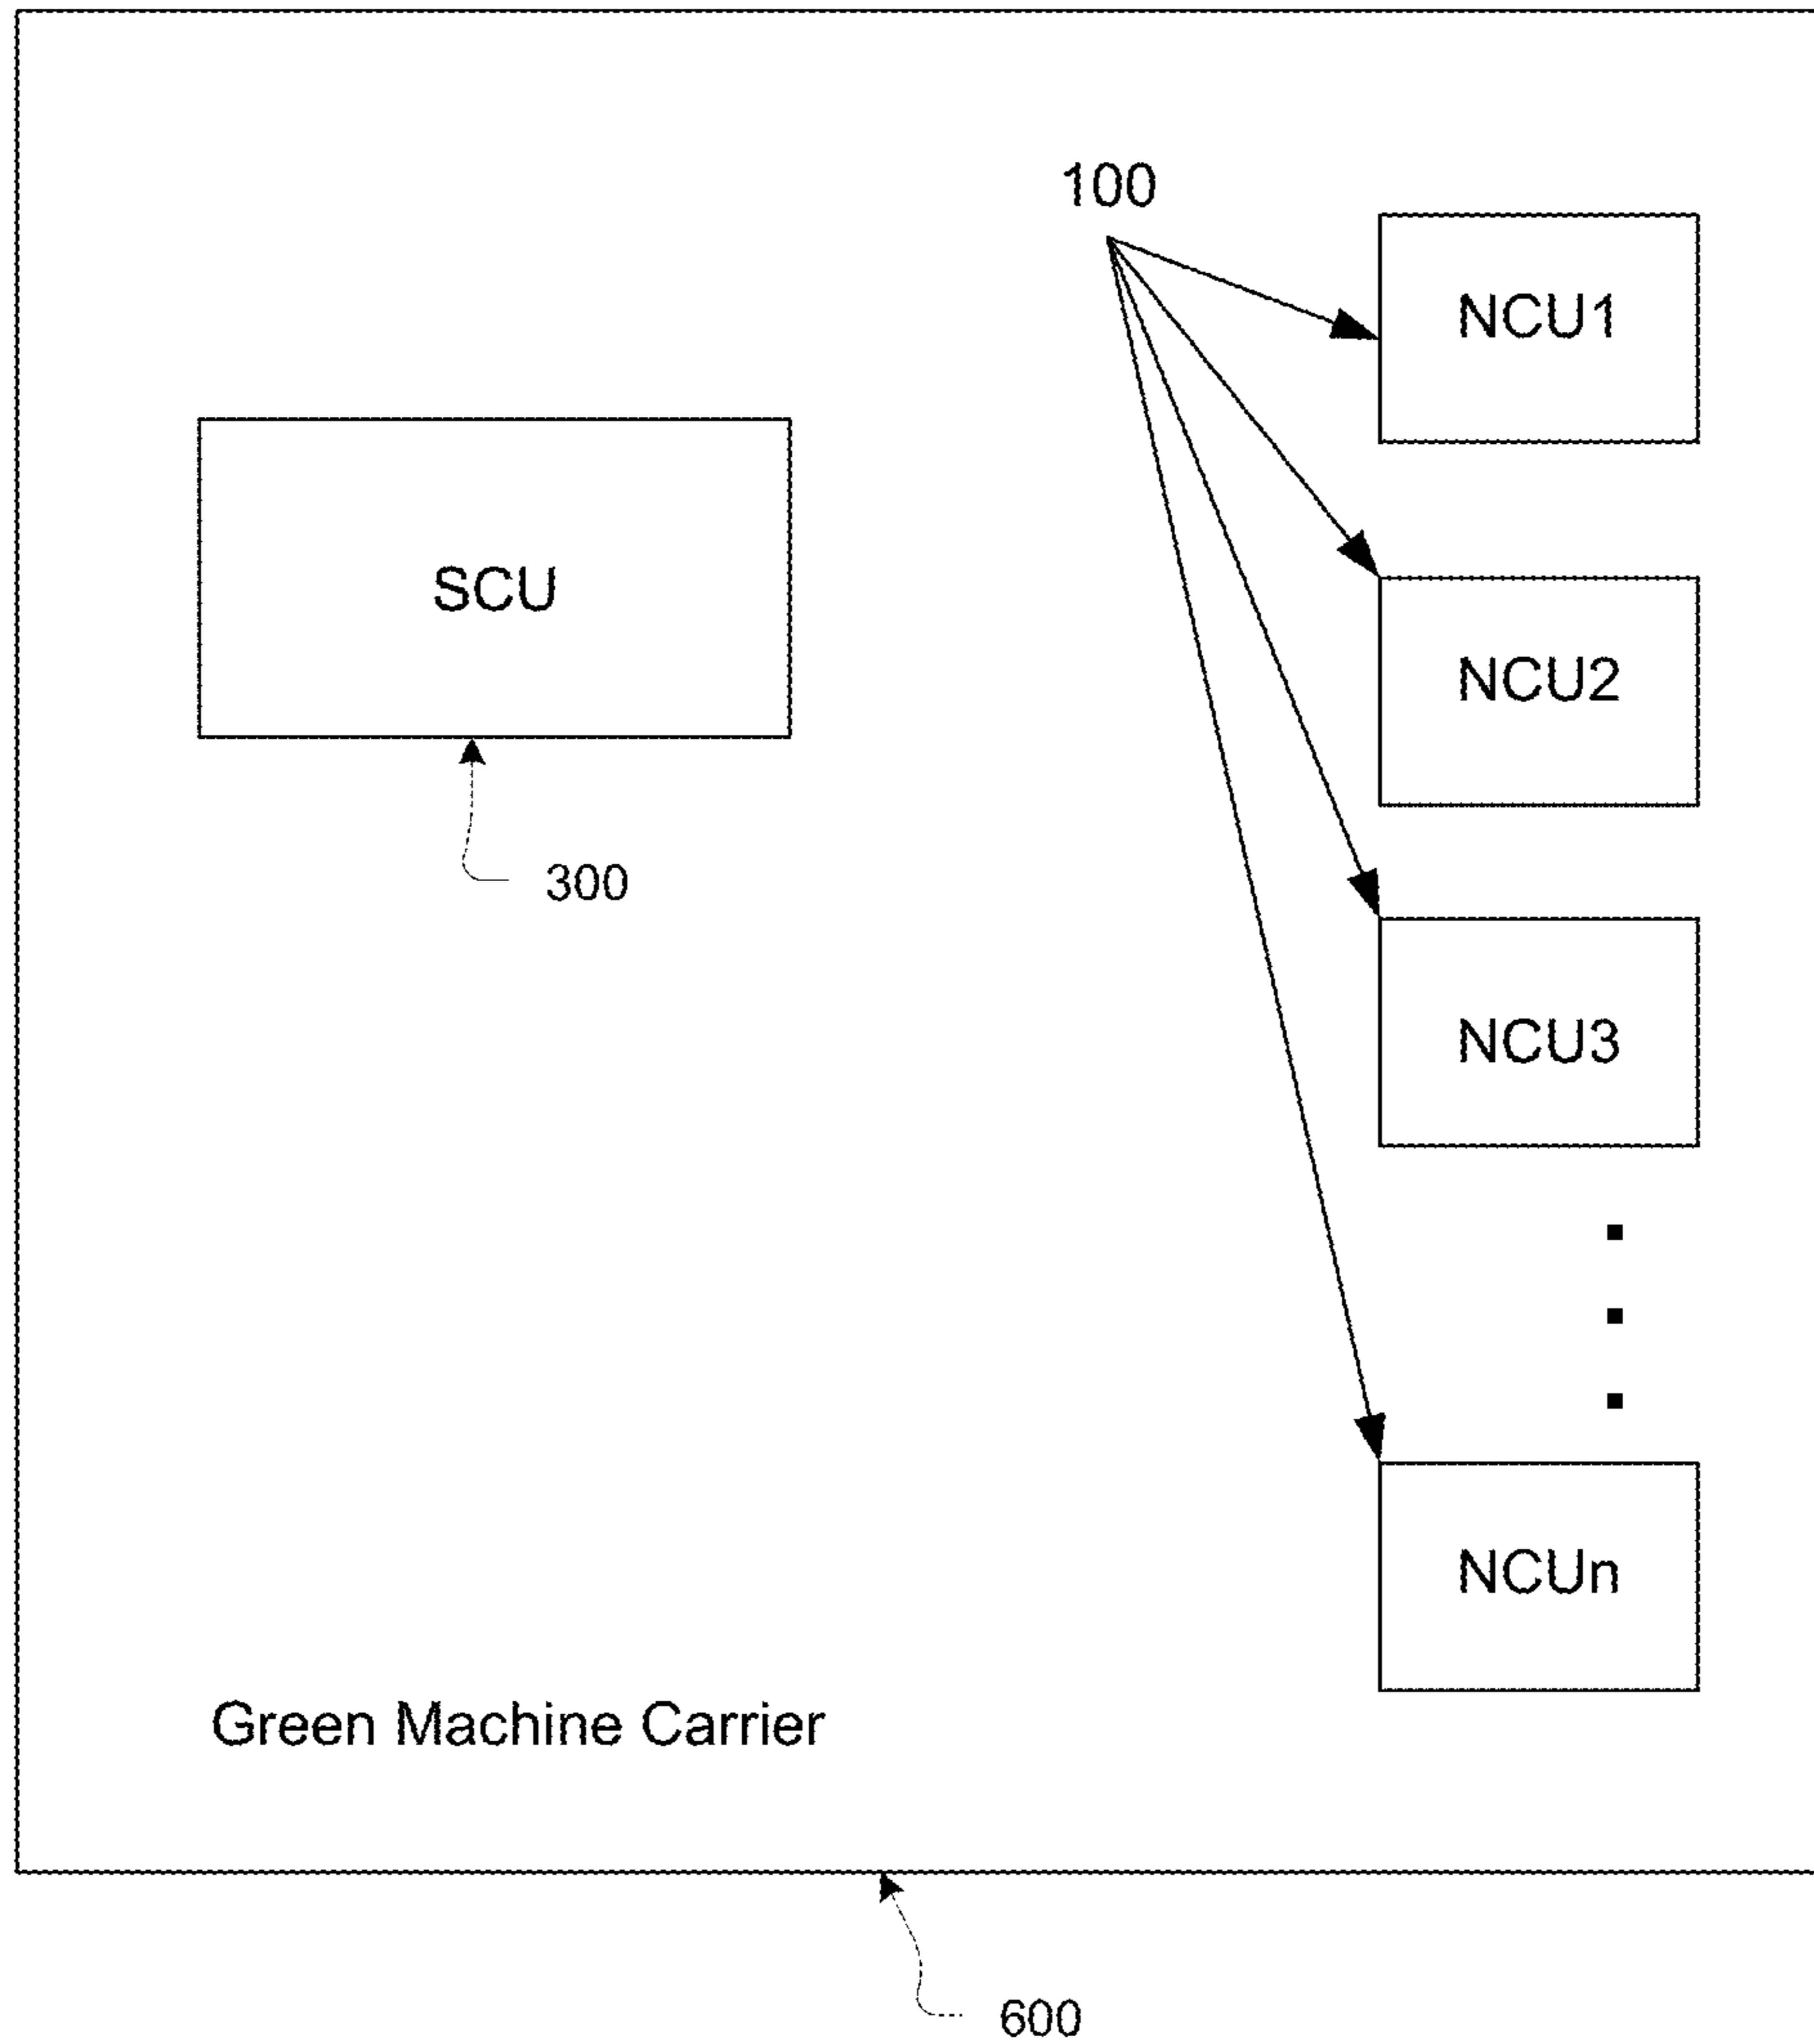 100
NCU1
SCU
NCU2
300
NCU3
NCUn
Green Machine Carrier
600